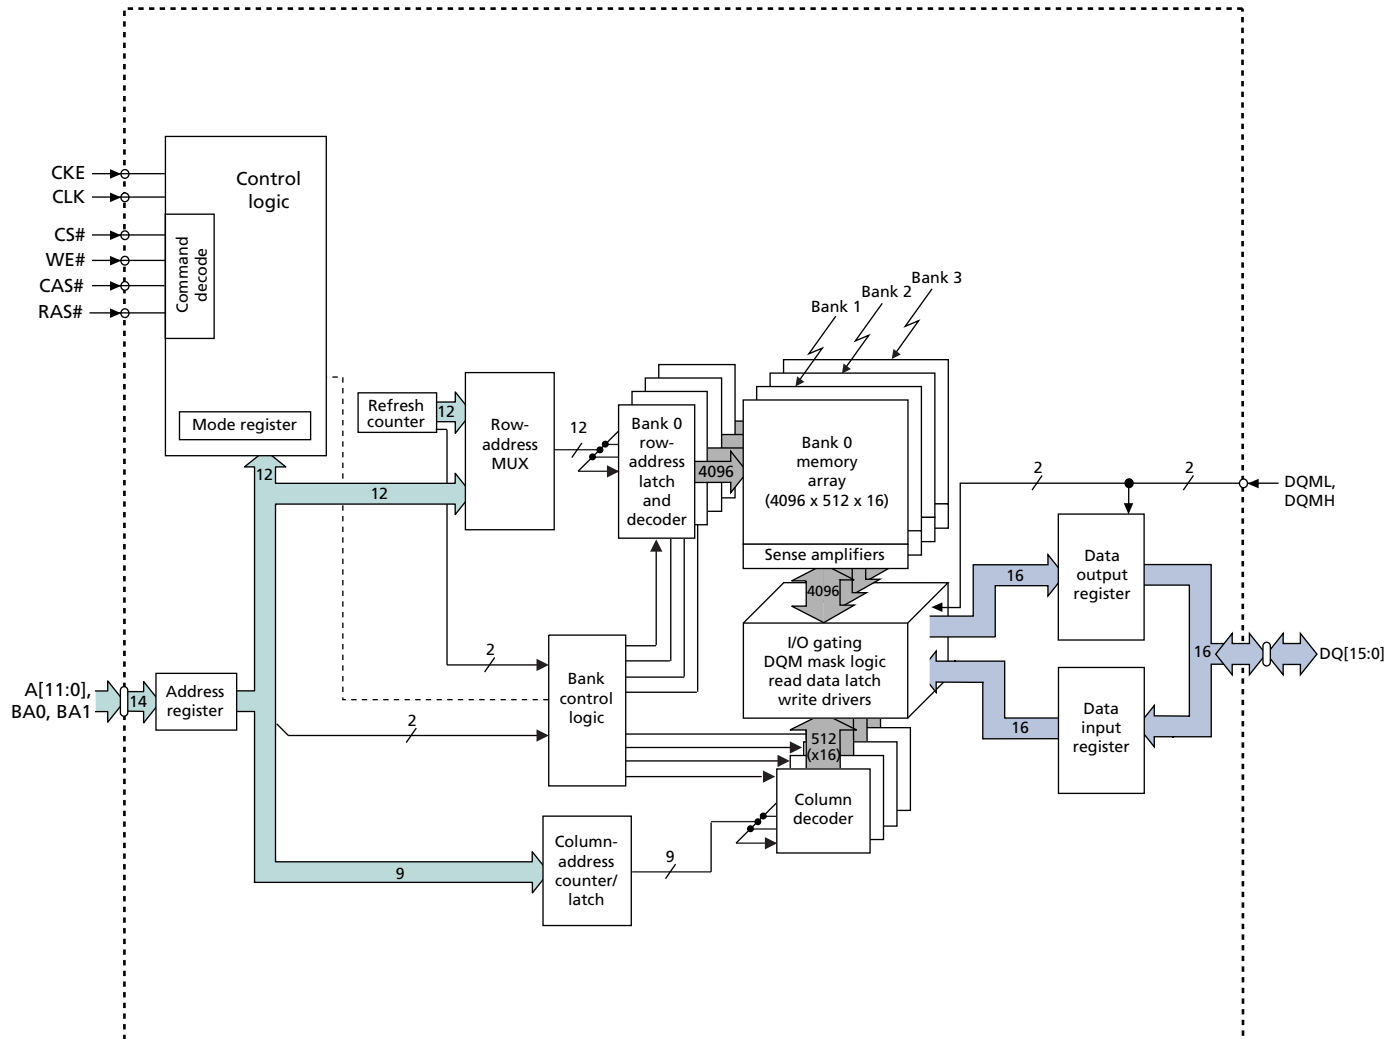 CKE
CLK
CS#
WE#
CAS#
RAS#
Control
logic
Command
decode
Mode register
12
Refresh
counter
12
12
Row-
address
MUX
12
Bank 0
row-
address
latch
and
decoder
4096
Bank 1
Bank 2
Bank 3
Bank 0
memory
array
(4096 x 512 x 16)
Sense amplifiers
4096
I/O gating
DQM mask logic
read data latch
write drivers
2
2
DQML,
DQMH
16
Data
output
register
16
DQ[15:0]
16
Data
input
register
A[11:0],
BA0, BA1
14
Address
register
2
2
Bank
control
logic
512
(x16)
Column
decoder
9
Column-
address
counter/
latch
9